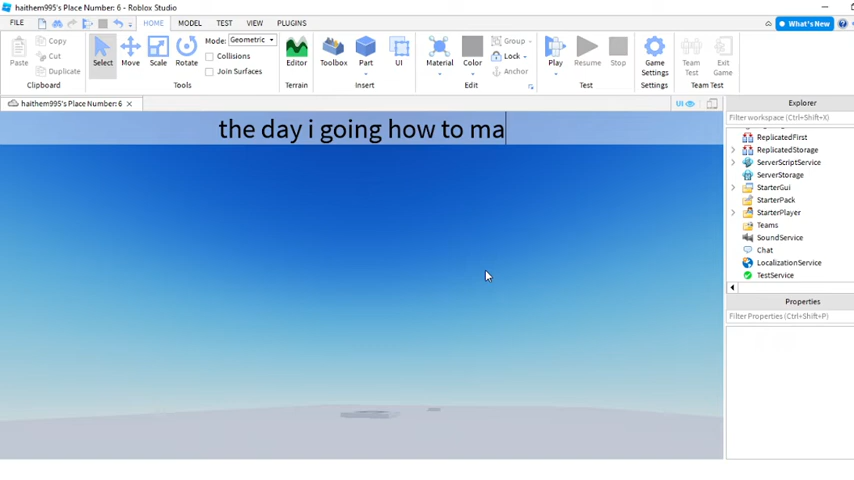 haithem995's Place Number: 6 - Roblox Studio
FILE HOME MODEL TEST VIEW PLUGINS What's New
Paste Copy Cut Duplicate Clipboard
Select Move Scale Rotate Tools
Mode: Geometric
Collisions
Join Surfaces
Editor Terrain
Toolbox Part UI Insert
Material Color Group Lock Anchor Edit
Play Resume Stop Test
Game Settings Settings
Team Test Exit Game Team Test
haithem995's Place Number: 6 UI Explorer
the day i going how to ma
Filter workspace (Ctrl+Shift+X)
ReplicatedFirst
ReplicatedStorage
ServerScriptService
ServerStorage
StarterGui
StarterPack
StarterPlayer
Teams
SoundService
Chat
LocalizationService
TestService
Properties
Filter Properties (Ctrl+Shift+P)